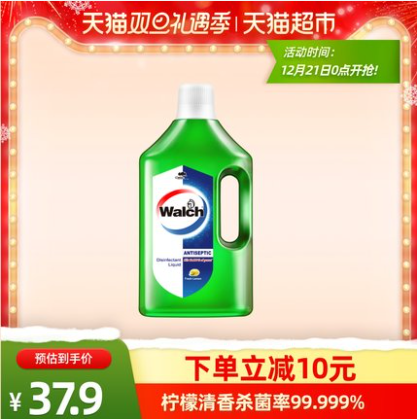 天猫双旦礼遇季 天猫超市
活动时间:
12月21日0点开抢!
Walch
ANTISEPTIC
Disinfectant
Liquid
预估到手价
¥37.9
下单立减10元
柠檬清香杀菌率99.999%